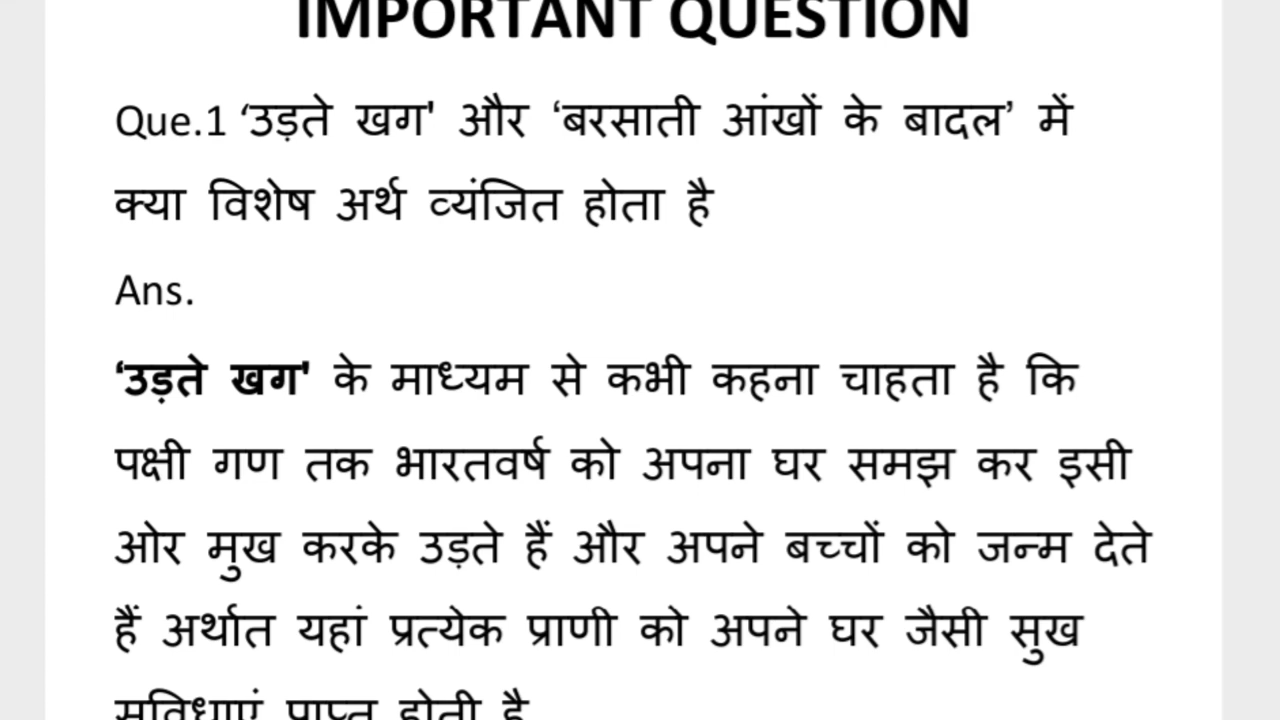 IMPORTANT QUESTION
Que.1 ‘उड़ते खग' और ‘बरसाती आंखों के बादल’ में
क्या विशेष अर्थ व्यंजित होता है
Ans.
‘उड़ते खग' के माध्यम से कभी कहना चाहता है कि
पक्षी गण तक भारतवर्ष को अपना घर समझ कर इसी
ओर मुख करके उड़ते हैं और अपने बच्चों को जन्म देते
हैं अर्थात यहां प्रत्येक प्राणी को अपने घर जैसी सुख
सुविधाएं प्राप्त होती है